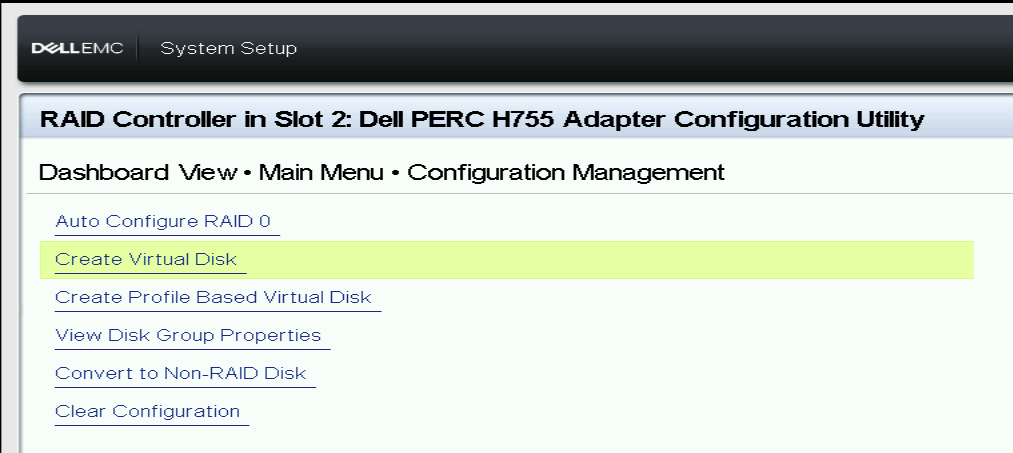 DELLEMC System Setup
RAID Controller in Slot 2: Dell PERC H755 Adapter Configuration Utility
Dashboard View • Main Menu • Configuration Management
Auto Configure RAID 0
Create Virtual Disk
Create Profile Based Virtual Disk
View Disk Group Properties
Convert to Non-RAID Disk
Clear Configuration